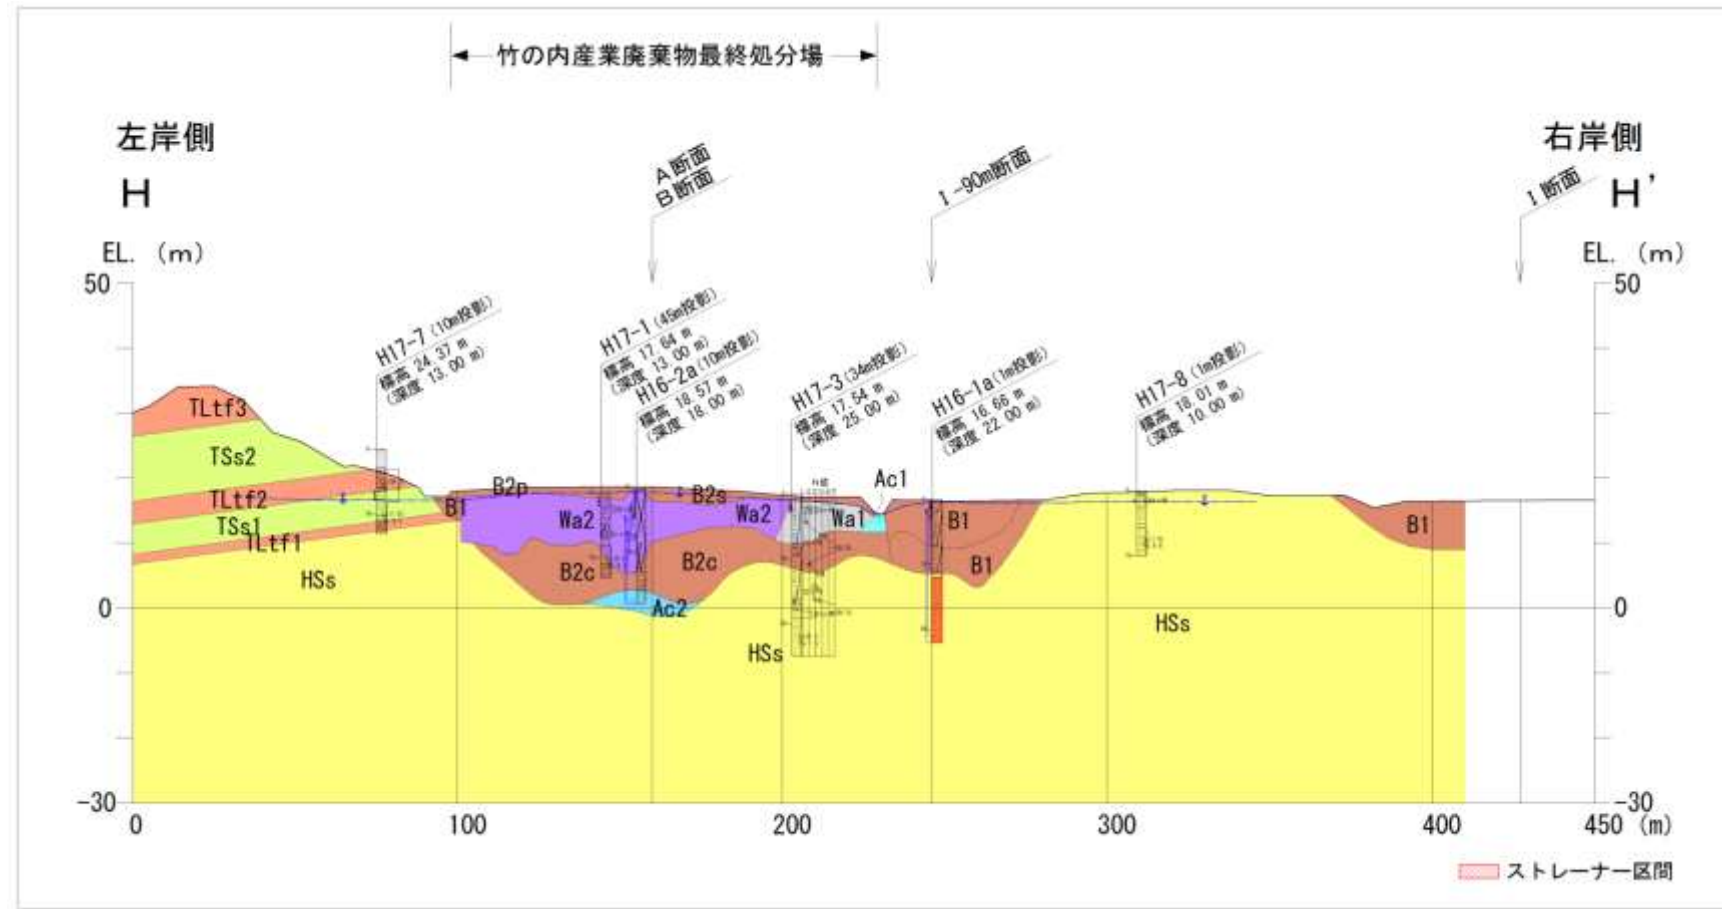 竹の内産業廃棄物最終処分場
左岸側
右岸側
H
H’
A断面
B断面
I-90m断面
I断面
EL. (m)
EL. (m)
50
50
H17-7(10m投影)
標高 24.37 m
(深度 13.00 m)
H17-1(45m投影)
標高 17.64 m
(深度 13.00 m)
H16-2a(10m投影)
標高 18.57 m
(深度 18.00 m)
H17-3(34m投影)
標高 17.54 m
(深度 25.00 m)
H16-1a(1m投影)
標高 16.66 m
(深度 22.00 m)
H17-8(1m投影)
標高 18.01 m
(深度 10.00 m)
TLtf3
TSs2
TLtf2
TSs1
TLtf1
HSs
B1
B2p
B2s
Ac1
Wa2
Wa2
Wa1
B1
B1
B1
B2c
B2c
Ac2
HSs
HSs
0
0
-30
-30
0
100
200
300
400
450 (m)
ストレーナー区間